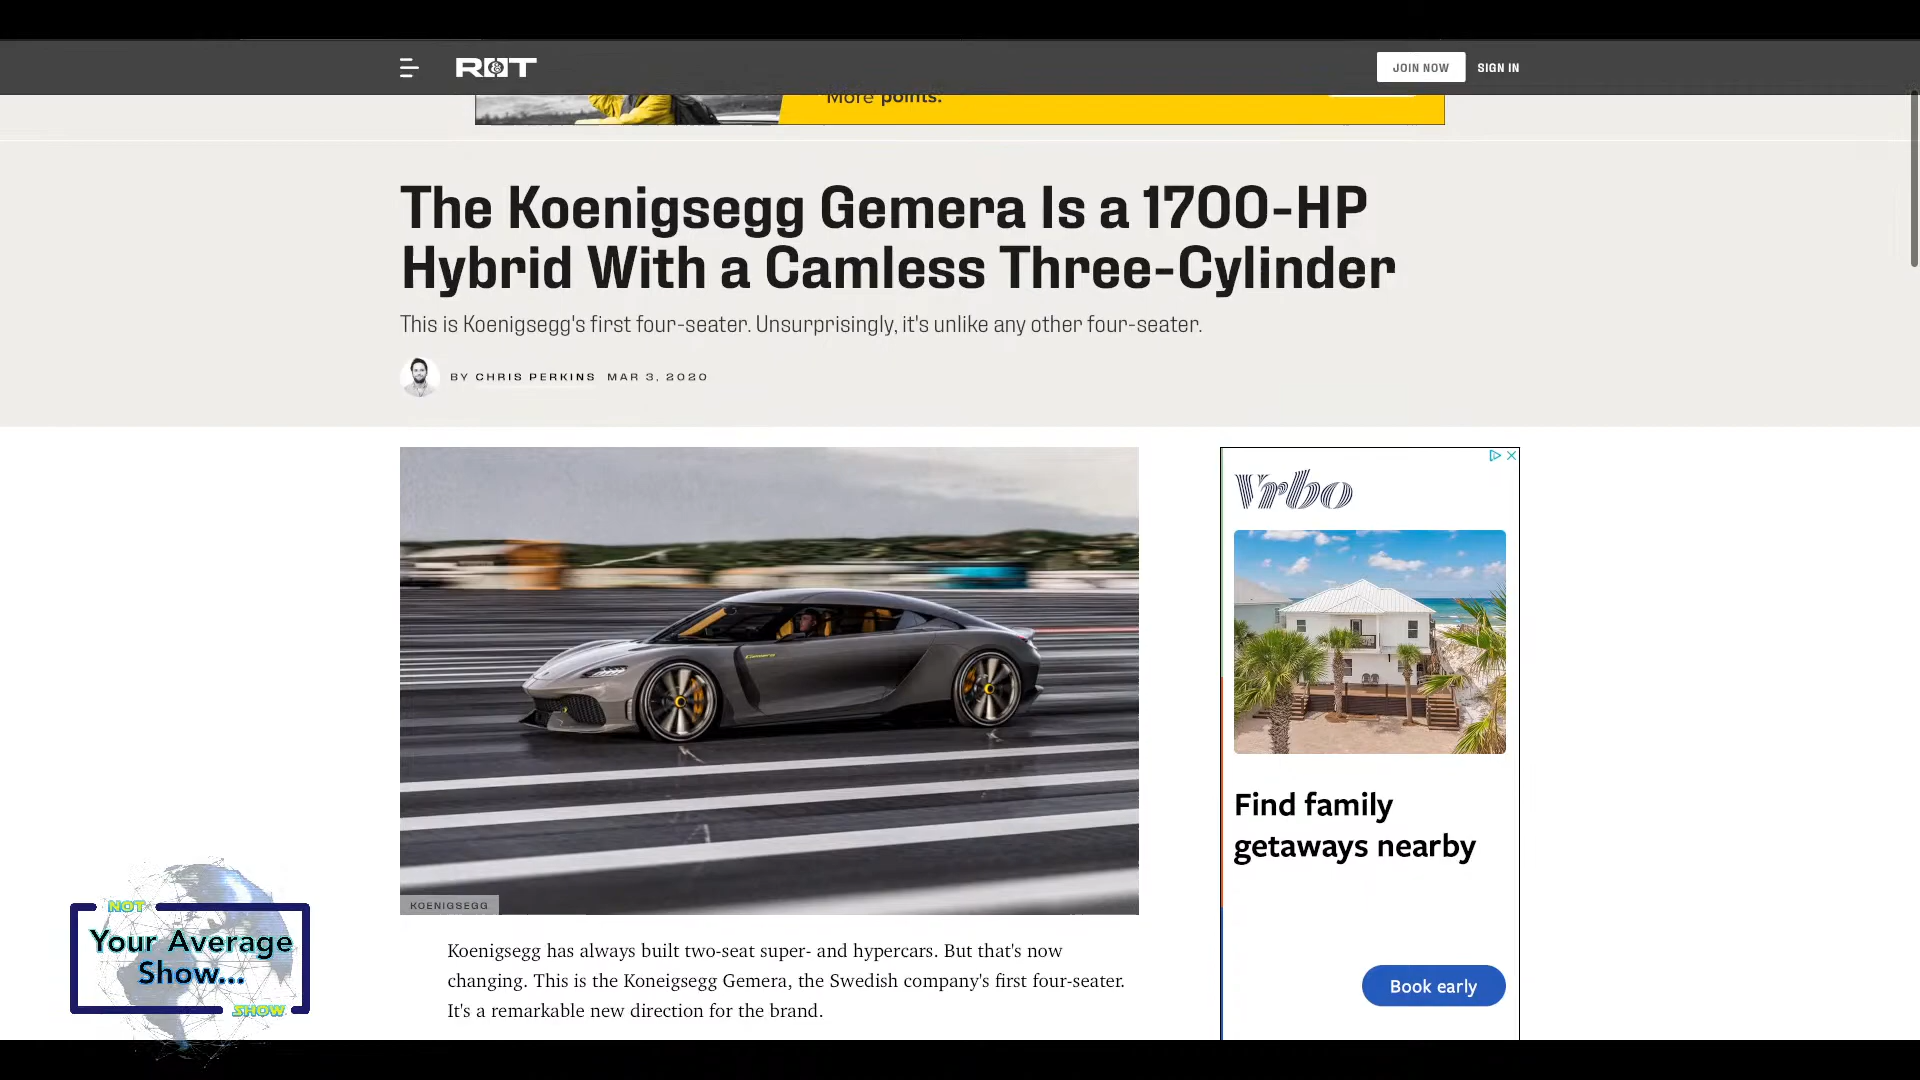 R&T
JOIN NOW
SIGN IN
More points.
The Koenigsegg Gemera Is a 1700-HP
Hybrid With a Camless Three-Cylinder
This is Koenigsegg's first four-seater. Unsurprisingly, it's unlike any other four-seater.
BY CHRIS PERKINS MAR 3, 2020
Vrbo
Gemera
Find family
getaways nearby
Book early
KOENIGSEGG
Koenigsegg has always built two-seat super- and hypercars. But that's now
changing. This is the Koneigsegg Gemera, the Swedish company's first four-seater.
It's a remarkable new direction for the brand.
NOT
Your Average
Show...
SHOW